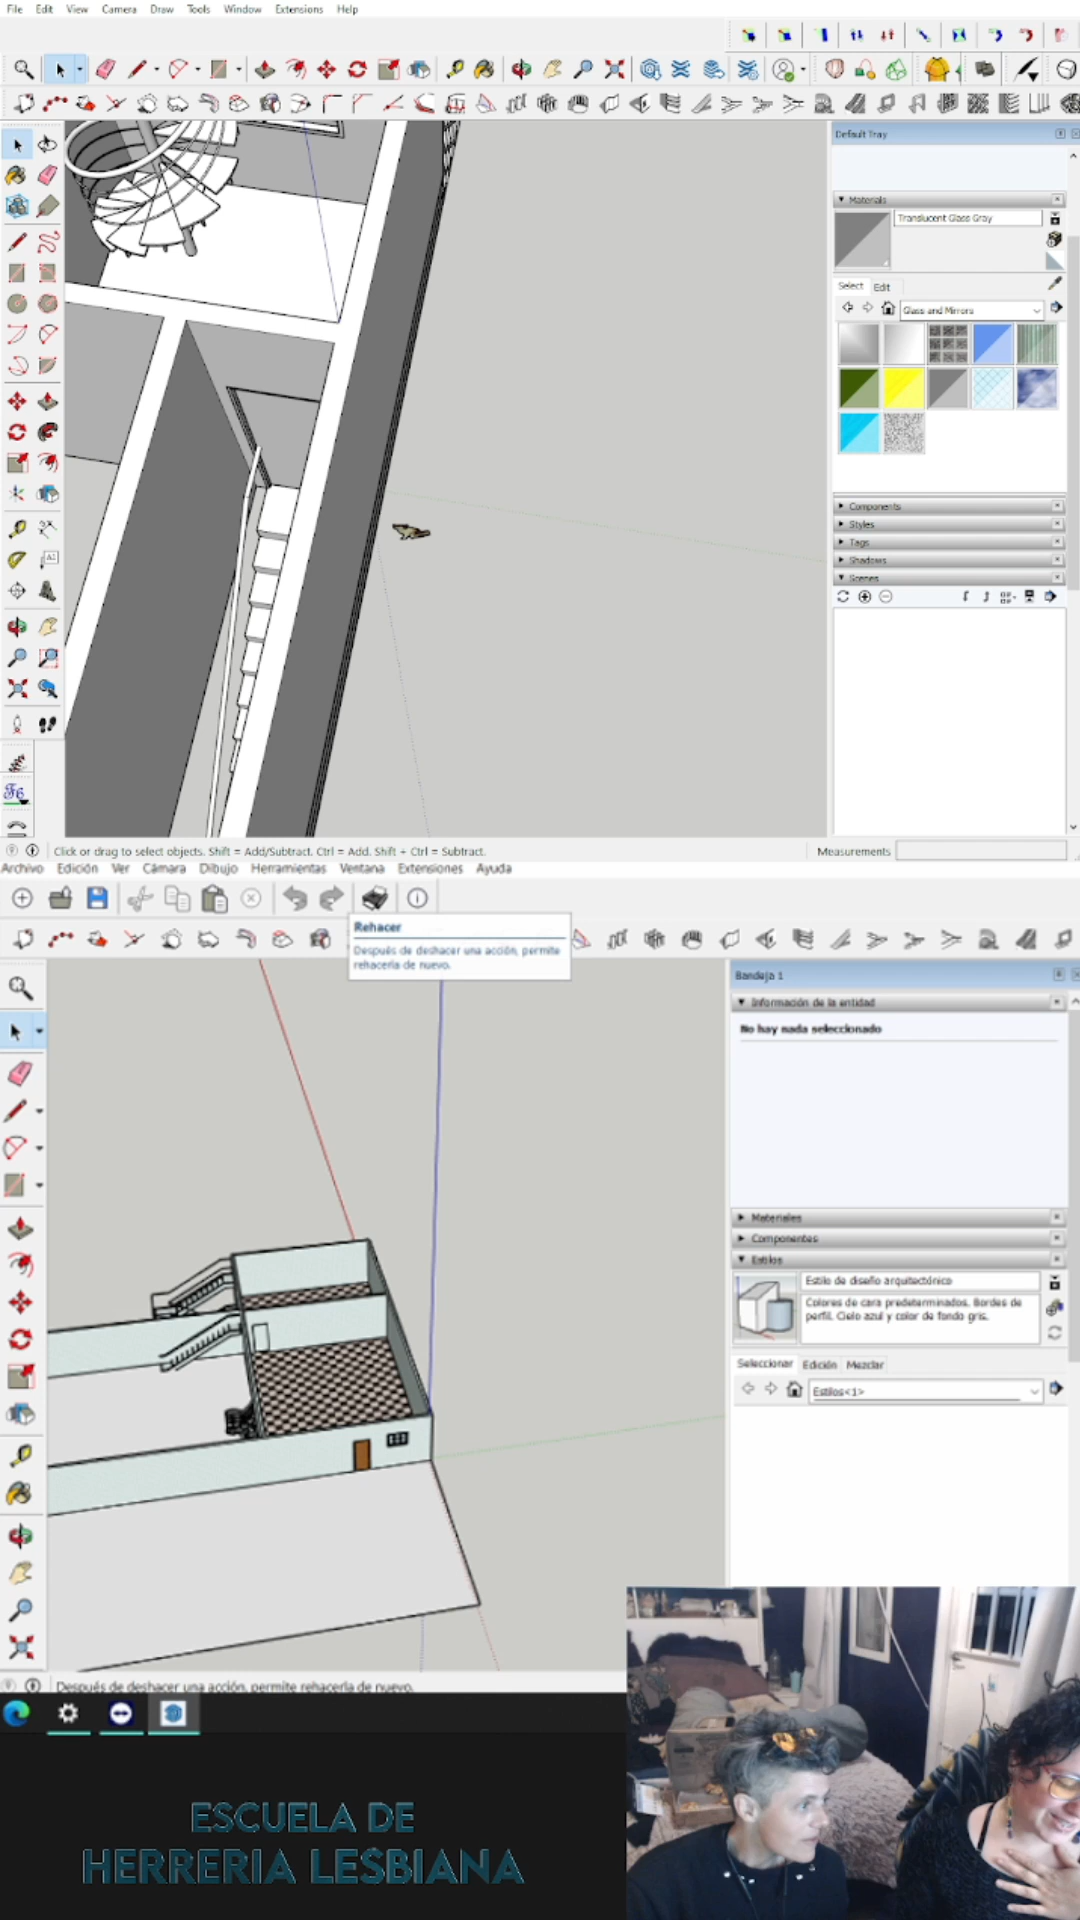 File Edit View Camera Draw Tools Window Extensions Help
Default Tray
Materials
Translucent Glass Gray
Select Edit
Glass and Mirrors
Components
Styles
Tags
Shadows
Scenes
Click or drag to select objects. Shift = Add/Subtract. Ctrl = Add. Shift + Ctrl = Subtract.
Measurements
Archivo Edición Ver Cámara Dibujo Herramientas Ventana Extensiones Ayuda
Rehacer
Después de deshacer una acción, permite
rehacerla de nuevo.
Bandeja 1
Información de la entidad
No hay nada seleccionado
Materiales
Componentes
Estilos
Estilo de diseño arquitectónico
Colores de cara predeterminados. Bordes de
perfil. Cielo azul y color de fondo gris.
Seleccionar Edición Mezclar
Estilos<1>
Después de deshacer una acción, permite rehacerla de nuevo.
ESCUELA DE
HERRERIA LESBIANA